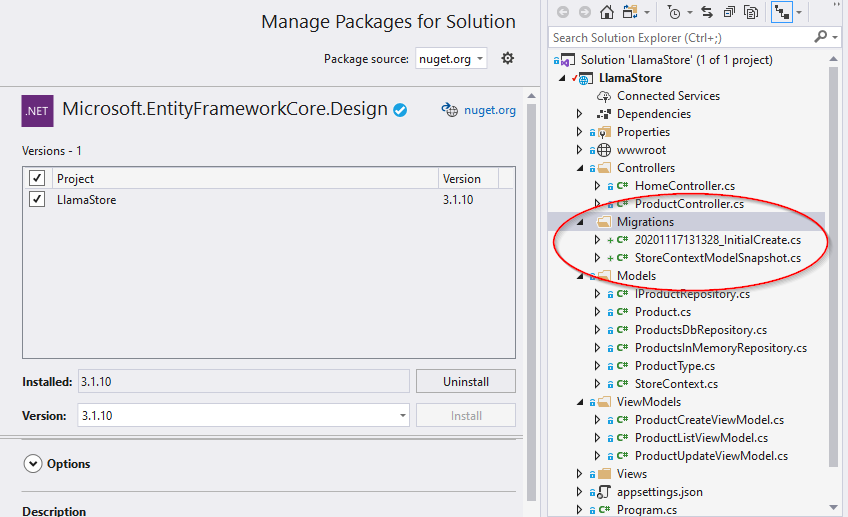 Manage Packages for Solution
Package source: nuget.org
.NET Microsoft.EntityFrameworkCore.Design nuget.org
Versions - 1
Project Version
LlamaStore 3.1.10
Installed: 3.1.10 Uninstall
Version: 3.1.10 Install
Options
Description
Search Solution Explorer (Ctrl+;)
Solution 'LlamaStore' (1 of 1 project)
LlamaStore
Connected Services
Dependencies
Properties
wwwroot
Controllers
C# HomeController.cs
C# ProductController.cs
Migrations
+ C# 20201117131328_InitialCreate.cs
+ C# StoreContextModelSnapshot.cs
Models
C# IProductRepository.cs
C# Product.cs
C# ProductsDbRepository.cs
C# ProductsInMemoryRepository.cs
C# ProductType.cs
C# StoreContext.cs
ViewModels
C# ProductCreateViewModel.cs
C# ProductListViewModel.cs
C# ProductUpdateViewModel.cs
Views
appsettings.json
C# Program.cs